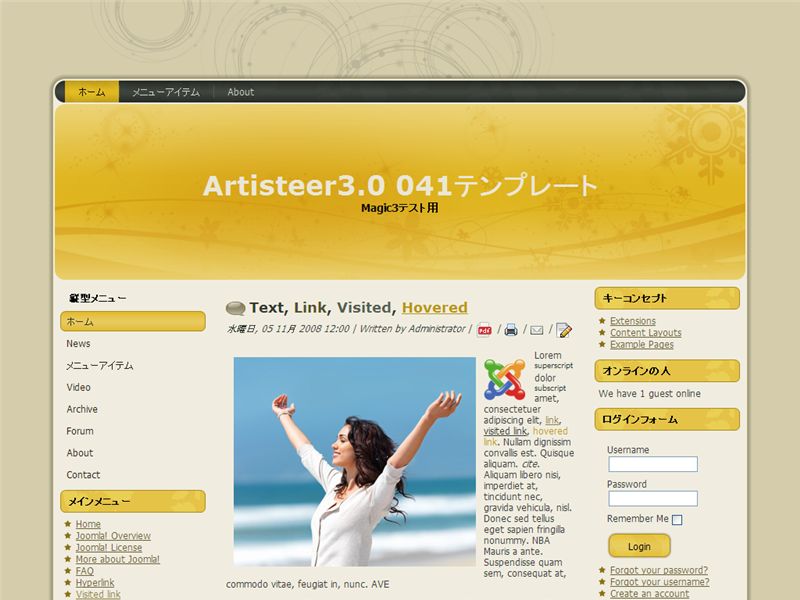 ホーム メニューアイテム About
Artisteer3.0 041テンプレート
Magic3テスト用
縦型メニュー
ホーム
News
メニューアイテム
Video
Archive
Forum
About
Contact
メインメニュー
Home
Joomla! Overview
Joomla! License
More about Joomla!
FAQ
Hyperlink
Visited link
Text, Link, Visited, Hovered
水曜日, 05 11月 2008 12:00 | Written by Administrator | PDF / / /
Lorem
superscript
dolor
subscript
amet,
consectetuer
adipiscing elit, link,
visited link, hovered
link. Nullam dignissim
convallis est. Quisque
aliquam. cite.
Aliquam libero nisi,
imperdiet at,
tincidunt nec,
gravida vehicula, nisl.
Donec sed tellus
eget sapien fringilla
nonummy. NBA
Mauris a ante.
Suspendisse quam
sem, consequat at,
commodo vitae, feugiat in, nunc. AVE
キーコンセプト
Extensions
Content Layouts
Example Pages
オンラインの人
We have 1 guest online
ログインフォーム
Username
Password
Remember Me
Login
Forgot your password?
Forgot your username?
Create an account